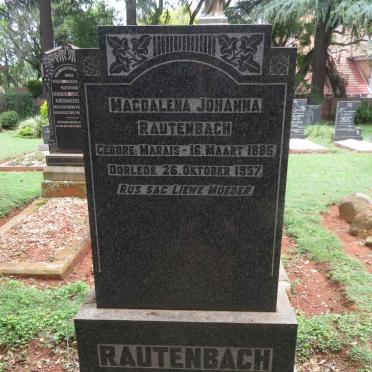 MAGDALENA JOHANNA
RAUTENBACH
GEBORE MARAIS - 16 MAART 1885
OORLEDE 26 OKTOBER 1957
RUS SAG LIEWE MOEDER.
RAUTENBACH